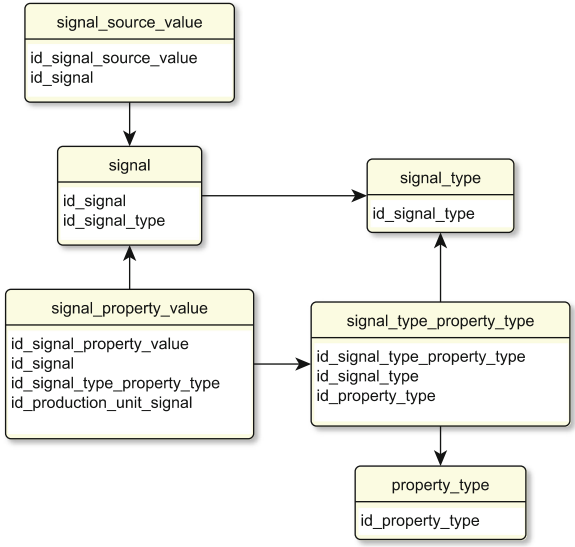 signal_source_value
id_signal_source_value
id_signal
signal
id_signal
id_signal_type
signal_type
id_signal_type
signal_property_value
id_signal_property_value
id_signal
id_signal_type_property_type
id_production_unit_signal
signal_type_property_type
id_signal_type_property_type
id_signal_type
id_property_type
property_type
id_property_type